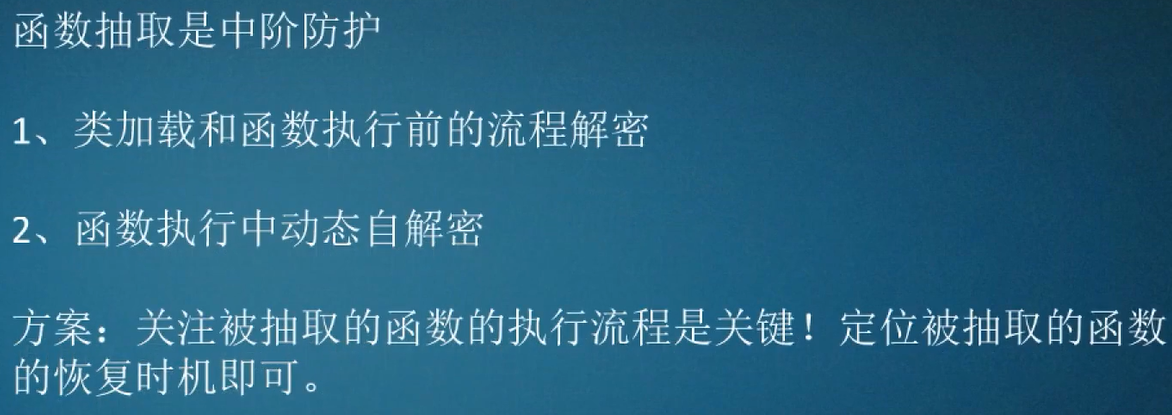 函数抽取是中阶防护
1、类加载和函数执行前的流程解密
2、函数执行中动态自解密
方案：关注被抽取的函数的执行流程是关键！定位被抽取的函数
的恢复时机即可。